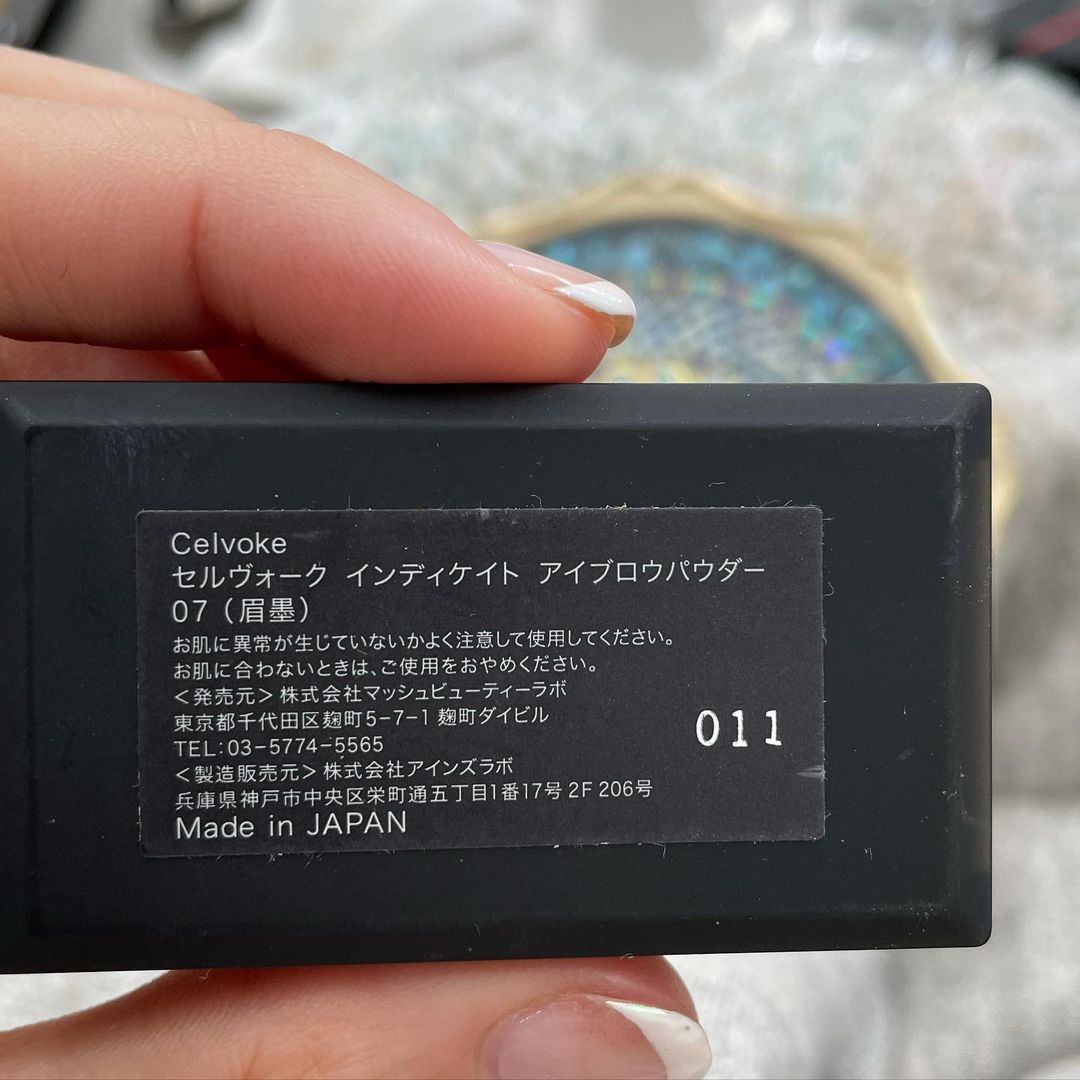 Celvoke
セルヴォーク インディケイト アイブロウパウダー
07（眉墨）
お肌に異常が生じていないかよく注意して使用してください。
お肌に合わないときは、ご使用をおやめください。
＜発売元＞株式会社マッシュビューティーラボ
東京都千代田区麹町5-7-1 麹町ダイビル
TEL:03-5774-5565
＜製造販売元＞株式会社アインズラボ
兵庫県神戸市中央区栄町通五丁目1番17号 2F 206号
Made in JAPAN
011